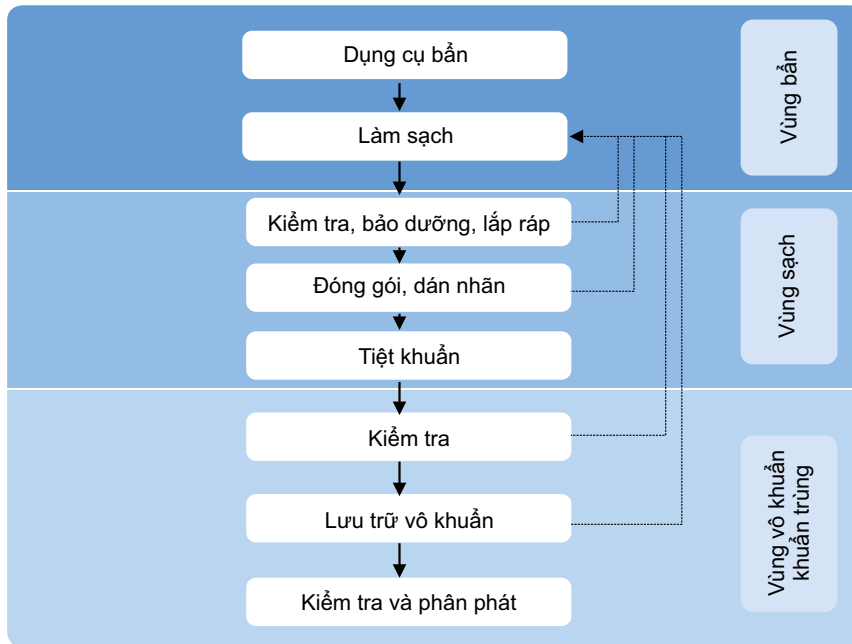 Dụng cụ bẩn
Làm sạch
Vùng bẩn
Kiểm tra, bảo dưỡng, lắp ráp
Đóng gói, dán nhãn
Tiệt khuẩn
Vùng sạch
Kiểm tra
Lưu trữ vô khuẩn
Kiểm tra và phân phát
Vùng vô khuẩn
khuẩn trùng